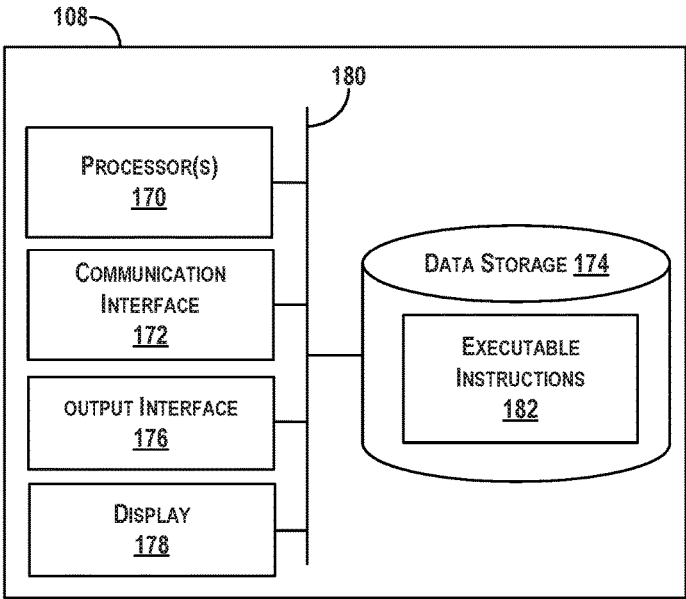 108
180
PROCESSOR(S)
170
COMMUNICATION
INTERFACE
172
OUTPUT INTERFACE
176
DISPLAY
178
DATA STORAGE 174
EXECUTABLE
INSTRUCTIONS
182